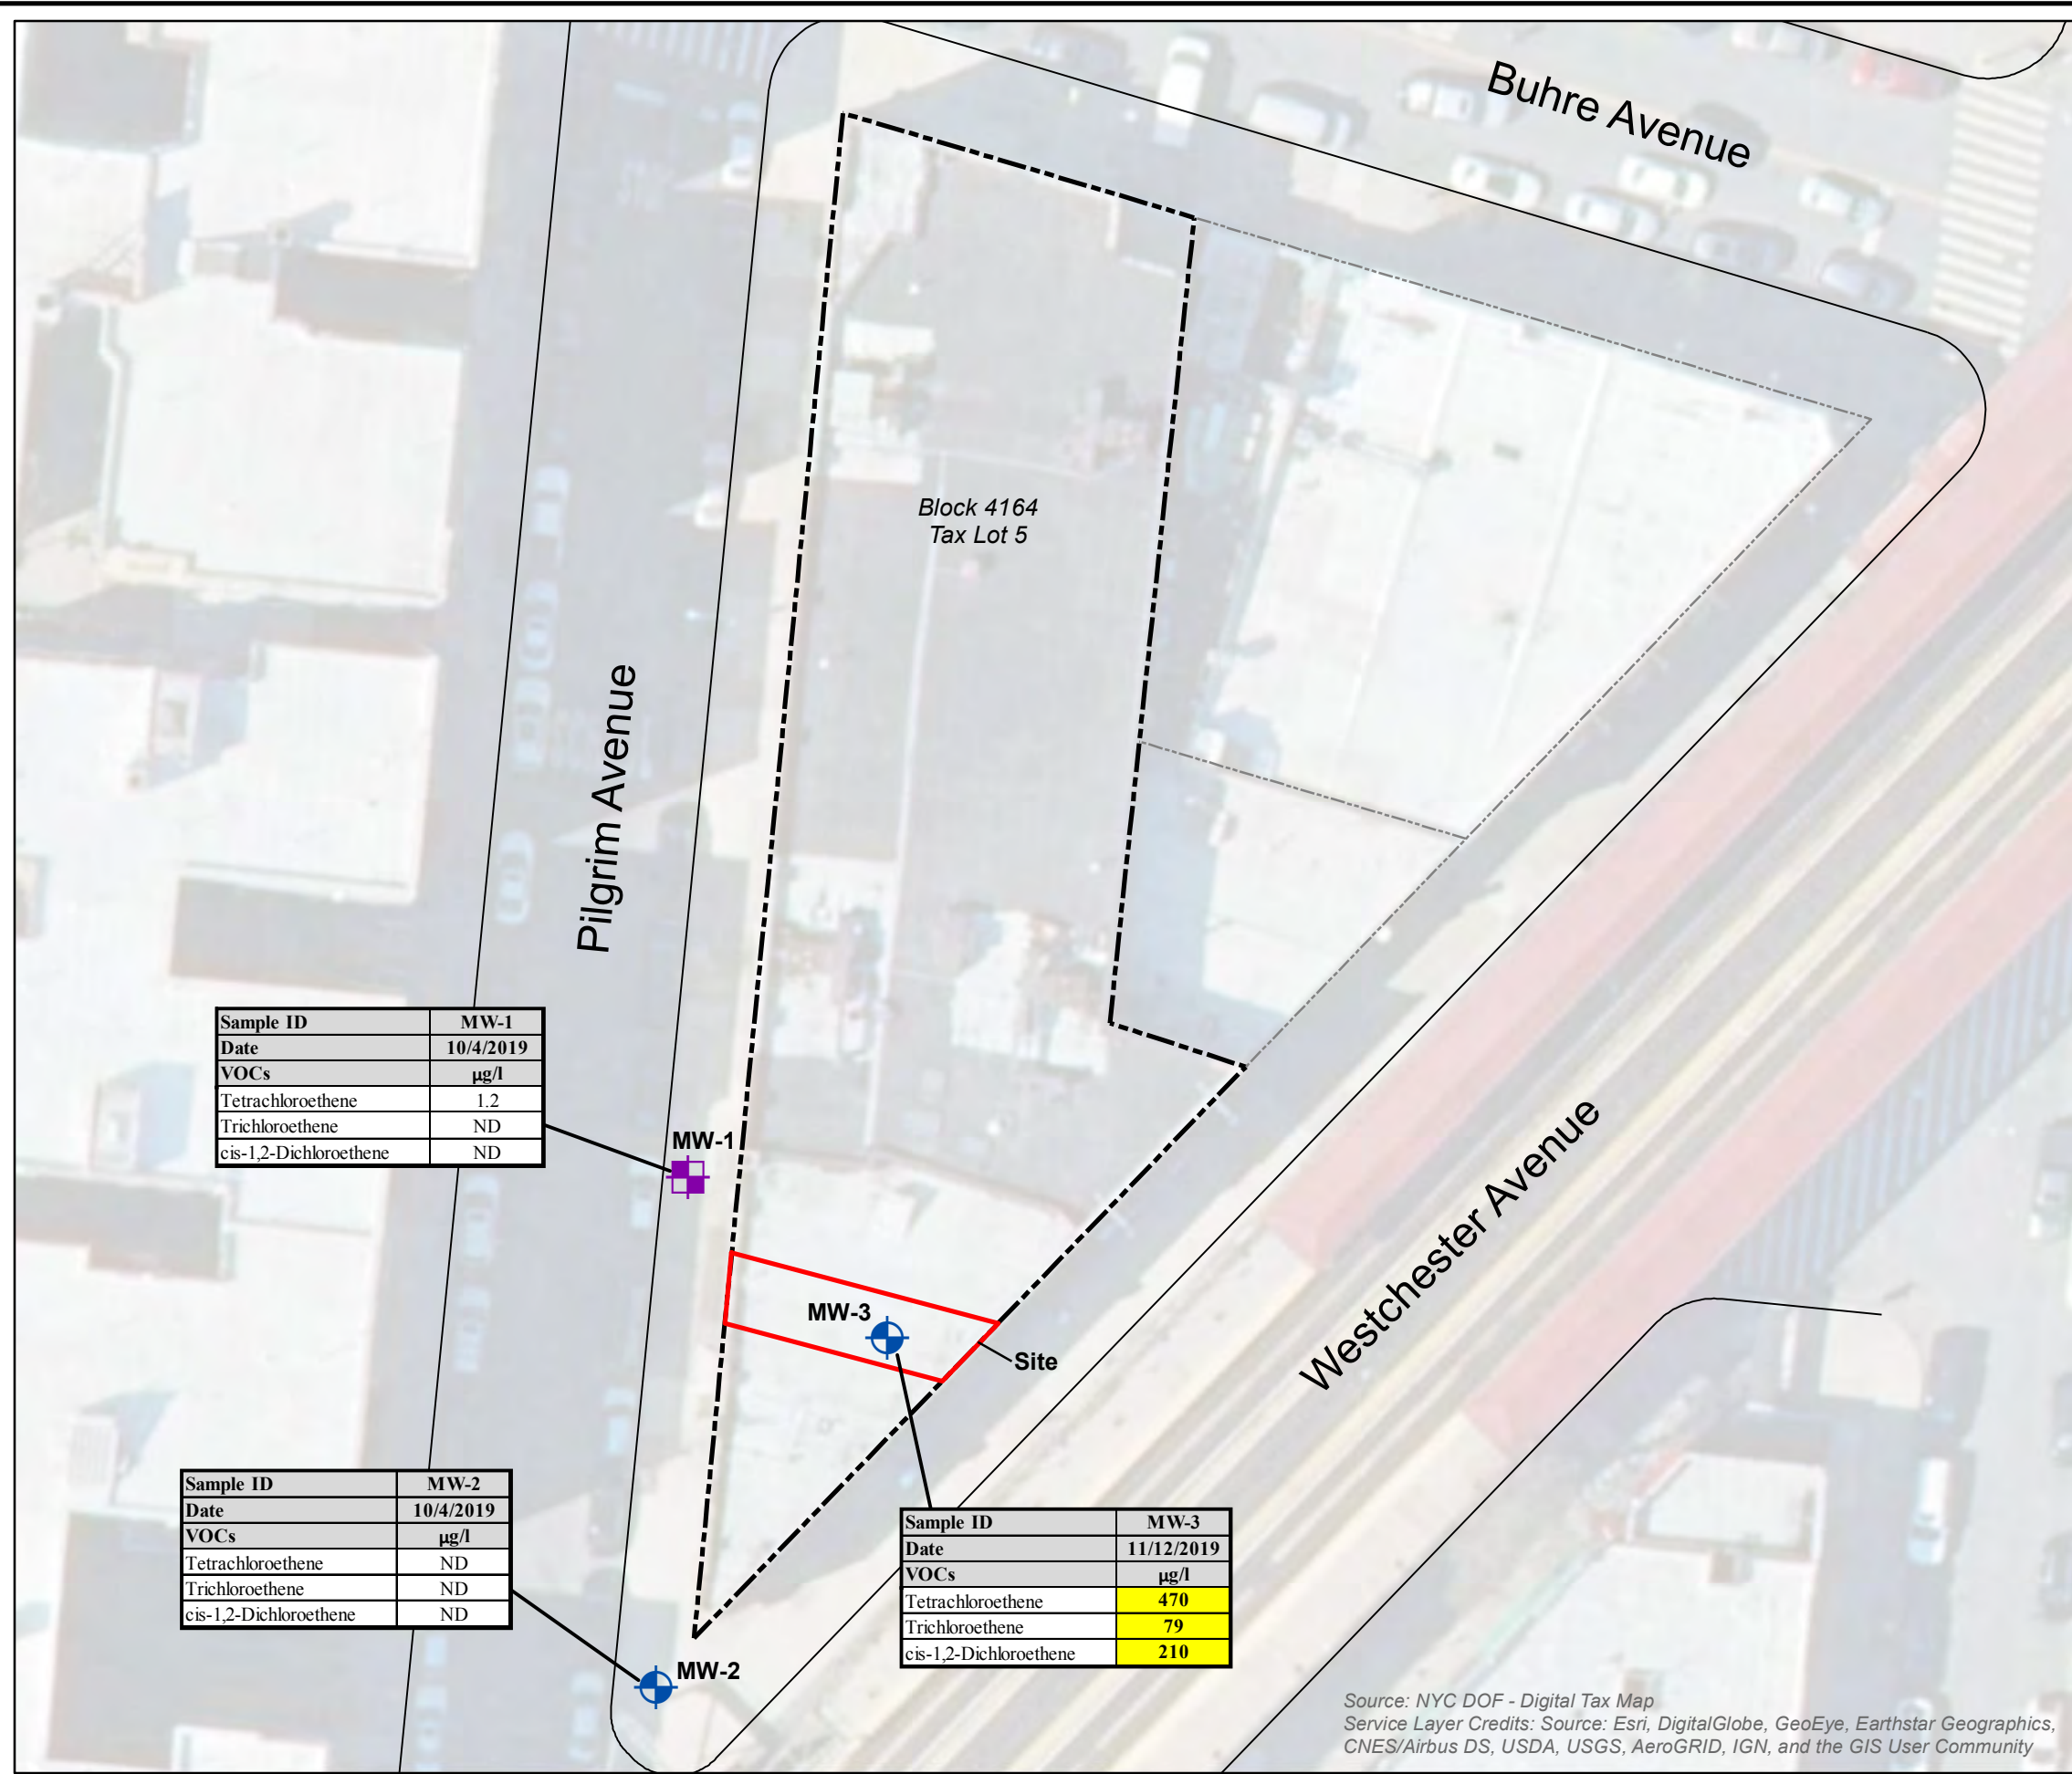 Buhre Avenue
Block 4164
Tax Lot 5
Pilgrim Avenue
Sample ID MW-1
Date 10/4/2019
VOCs µg/l
Tetrachloroethene 1.2
Trichloroethene ND
cis-1,2-Dichloroethene ND
MW-1
Westchester Avenue
MW-3
Site
Sample ID MW-2
Date 10/4/2019
VOCs µg/l
Tetrachloroethene ND
Trichloroethene ND
cis-1,2-Dichloroethene ND
MW-2
Sample ID MW-3
Date 11/12/2019
VOCs µg/l
Tetrachloroethene 470
Trichloroethene 79
cis-1,2-Dichloroethene 210
Source: NYC DOF - Digital Tax Map
Service Layer Credits: Source: Esri, DigitalGlobe, GeoEye, Earthstar Geographics,
CNES/Airbus DS, USDA, USGS, AeroGRID, IGN, and the GIS User Community